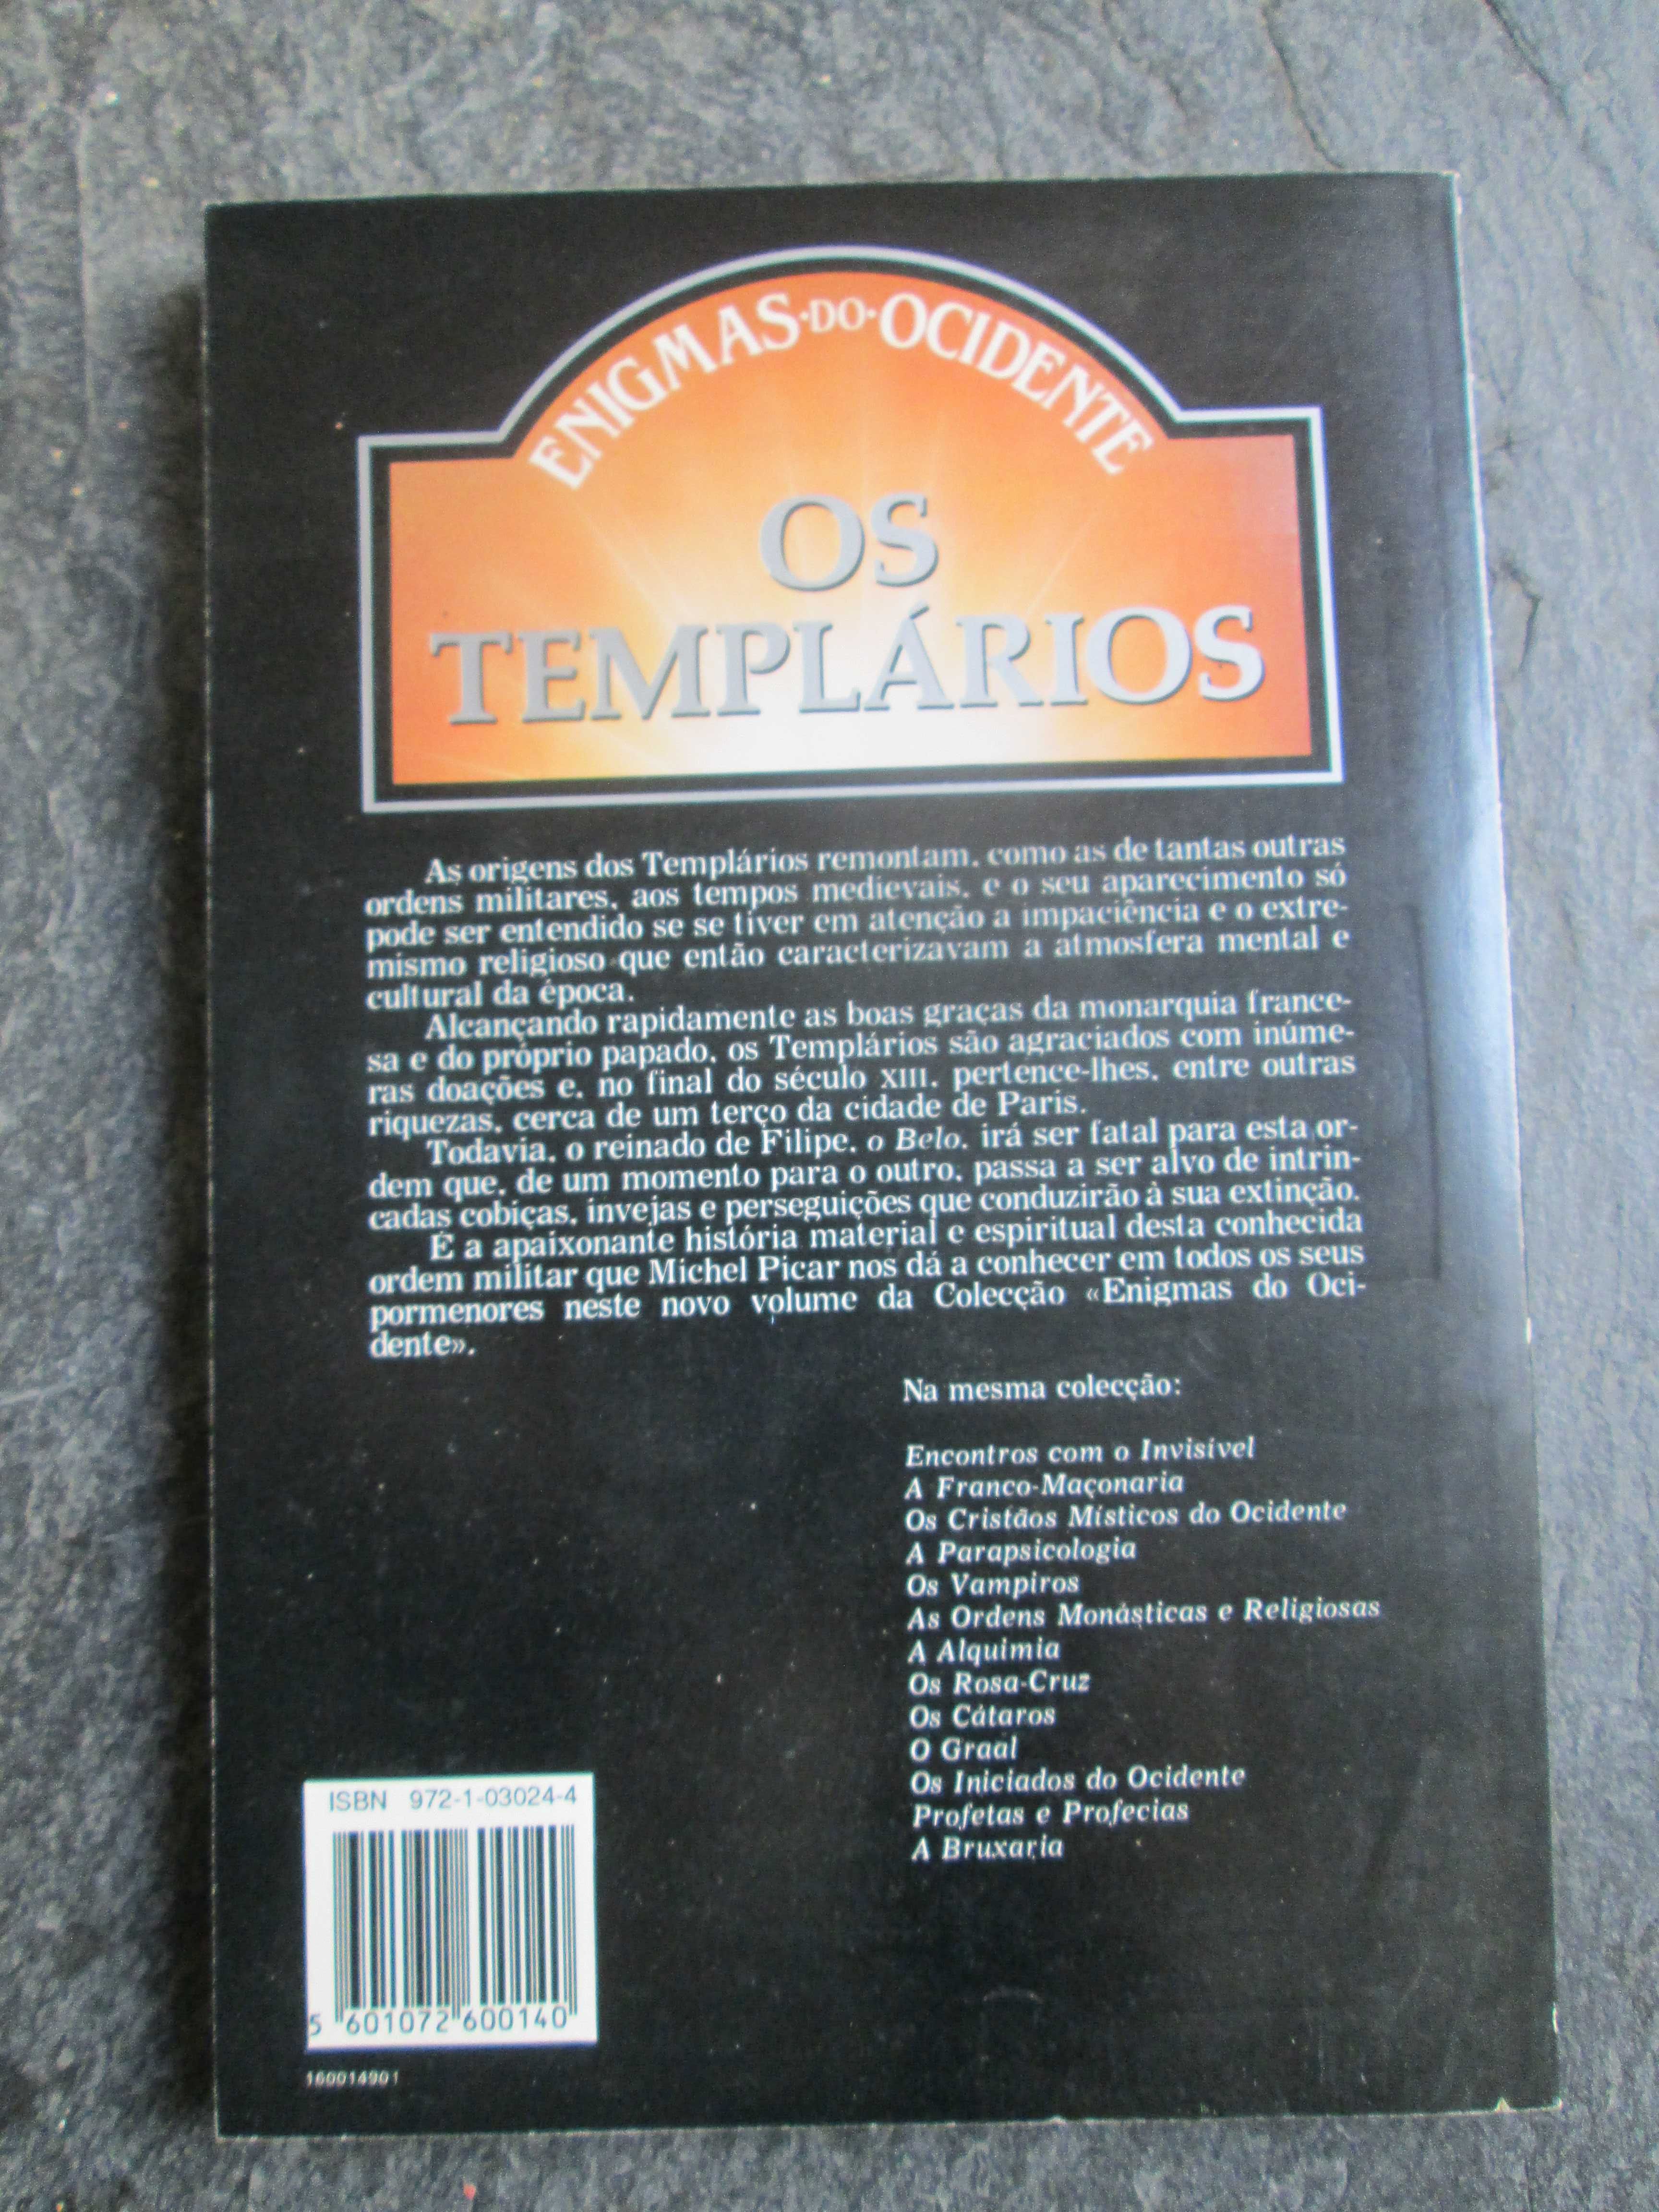 ENIGMAS·DO·OCIDENTE
OS
TEMPLÁRIOS
As origens dos Templários remontam, como as de tantas outras
ordens militares, aos tempos medievais, e o seu aparecimento só
pode ser entendido se se tiver em atenção a impaciência e o extre-
mismo religioso que então caracterizavam a atmosfera mental e
cultural da época.
Alcançando rapidamente as boas graças da monarquia france-
sa e do próprio papado, os Templários são agraciados com inúme-
ras doações e, no final do século XIII, pertence-lhes, entre outras
riquezas, cerca de um terço da cidade de Paris.
Todavia, o reinado de Filipe, o Belo, irá ser fatal para esta or-
dem que, de um momento para o outro, passa a ser alvo de intrin-
cadas cobiças, invejas e perseguições que conduzirão à sua extinção.
É a apaixonante história material e espiritual desta conhecida
ordem militar que Michel Picar nos dá a conhecer em todos os seus
pormenores neste novo volume da Colecção «Enigmas do Oci-
dente».
Na mesma colecção:
Encontros com o Invisível
A Franco-Maçonaria
Os Cristãos Místicos do Ocidente
A Parapsicologia
Os Vampiros
As Ordens Monásticas e Religiosas
A Alquimia
Os Rosa-Cruz
Os Cátaros
O Graal
Os Iniciados do Ocidente
Profetas e Profecias
A Bruxaria
ISBN 972-1-03024-4
5 601072 600140
160014901